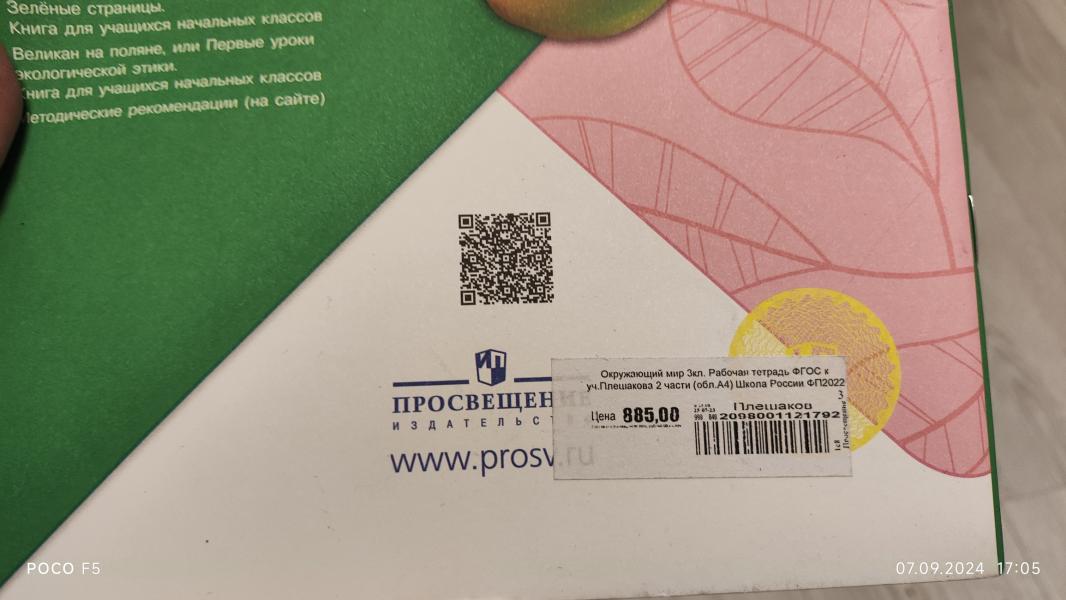 Зелёные страницы.
Книга для учащихся начальных классов
Великан на поляне, или Первые уроки
экологической этики.
Книга для учащихся начальных классов
Методические рекомендации (на сайте)
ПРОСВЕЩЕНИЕ
ИЗДАТЕЛЬСТ
www.prosv.ru
Окружающий мир 3кл. Рабочая тетрадь ФГОС к
уч.Плешакова 2 части (обл.А4) Школа России ФП2022
Плешаков
Цена 885,00
2098001121792
POCO F5
07.09.2024 17:05